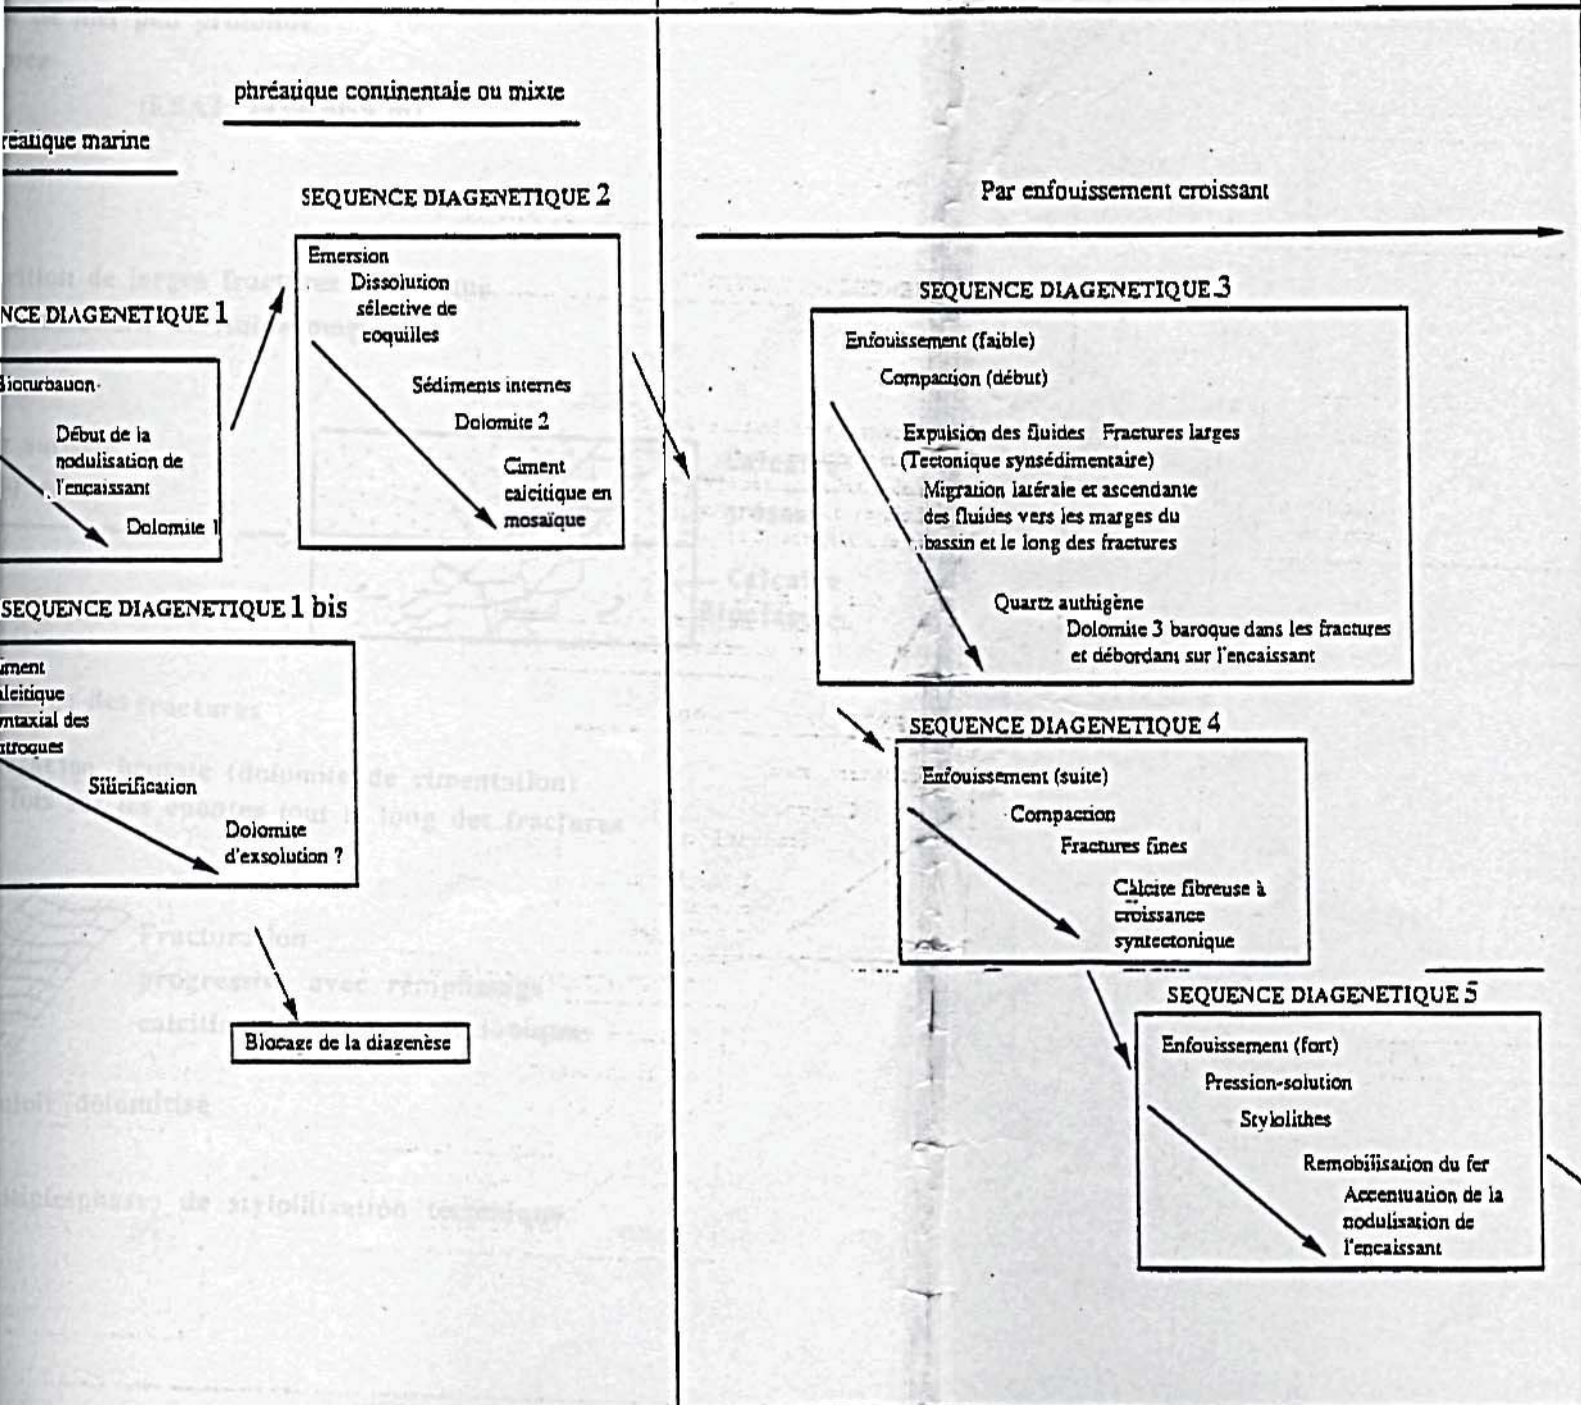 phréatique continentale ou mixte
réatique marine
SEQUENCE DIAGENETIQUE 2
Emersion
Dissolution
sélective de
coquilles
Sédiments internes
Dolomite 2
Ciment
calcitique en
mosaïque
NCE DIAGENETIQUE 1
Bioturbation
Début de la
nodulisation de
l'encaissant
Dolomite 1
SEQUENCE DIAGENETIQUE 1 bis
iment
alcitique
ntaxial des
ntroques
Silicification
Dolomite
d'exsolution ?
Blocage de la diagenèse
Par enfouissement croissant
SEQUENCE DIAGENETIQUE 3
Enfouissement (faible)
Compaction (début)
Expulsion des fluides Fractures larges
(Tectonique synsédimentaire)
Migration latérale et ascendante
des fluides vers les marges du
bassin et le long des fractures
Quartz authigène
Dolomite 3 baroque dans les fractures
et débordant sur l'encaissant
SEQUENCE DIAGENETIQUE 4
Enfouissement (suite)
Compaction
Fractures fines
Calcite fibreuse à
croissance
syntectonique
SEQUENCE DIAGENETIQUE 5
Enfouissement (fort)
Pression-solution
Stylolithes
Remobilisation du fer
Accentuation de la
nodulisation de
l'encaissant